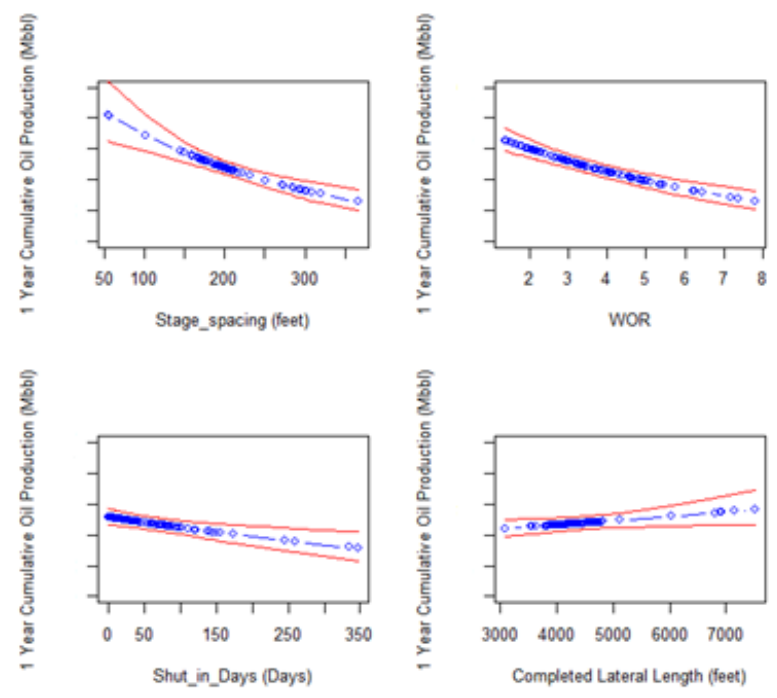 1 Year Cumulative Oil Production (Mbbl)
50 100 200 300
Stage_spacing (feet)
1 Year Cumulative Oil Production (Mbbl)
2 3 4 5 6 7 8
WOR
1 Year Cumulative Oil Production (Mbbl)
0 50 150 250 350
Shut_in_Days (Days)
1 Year Cumulative Oil Production (Mbbl)
3000 4000 5000 6000 7000
Completed Lateral Length (feet)